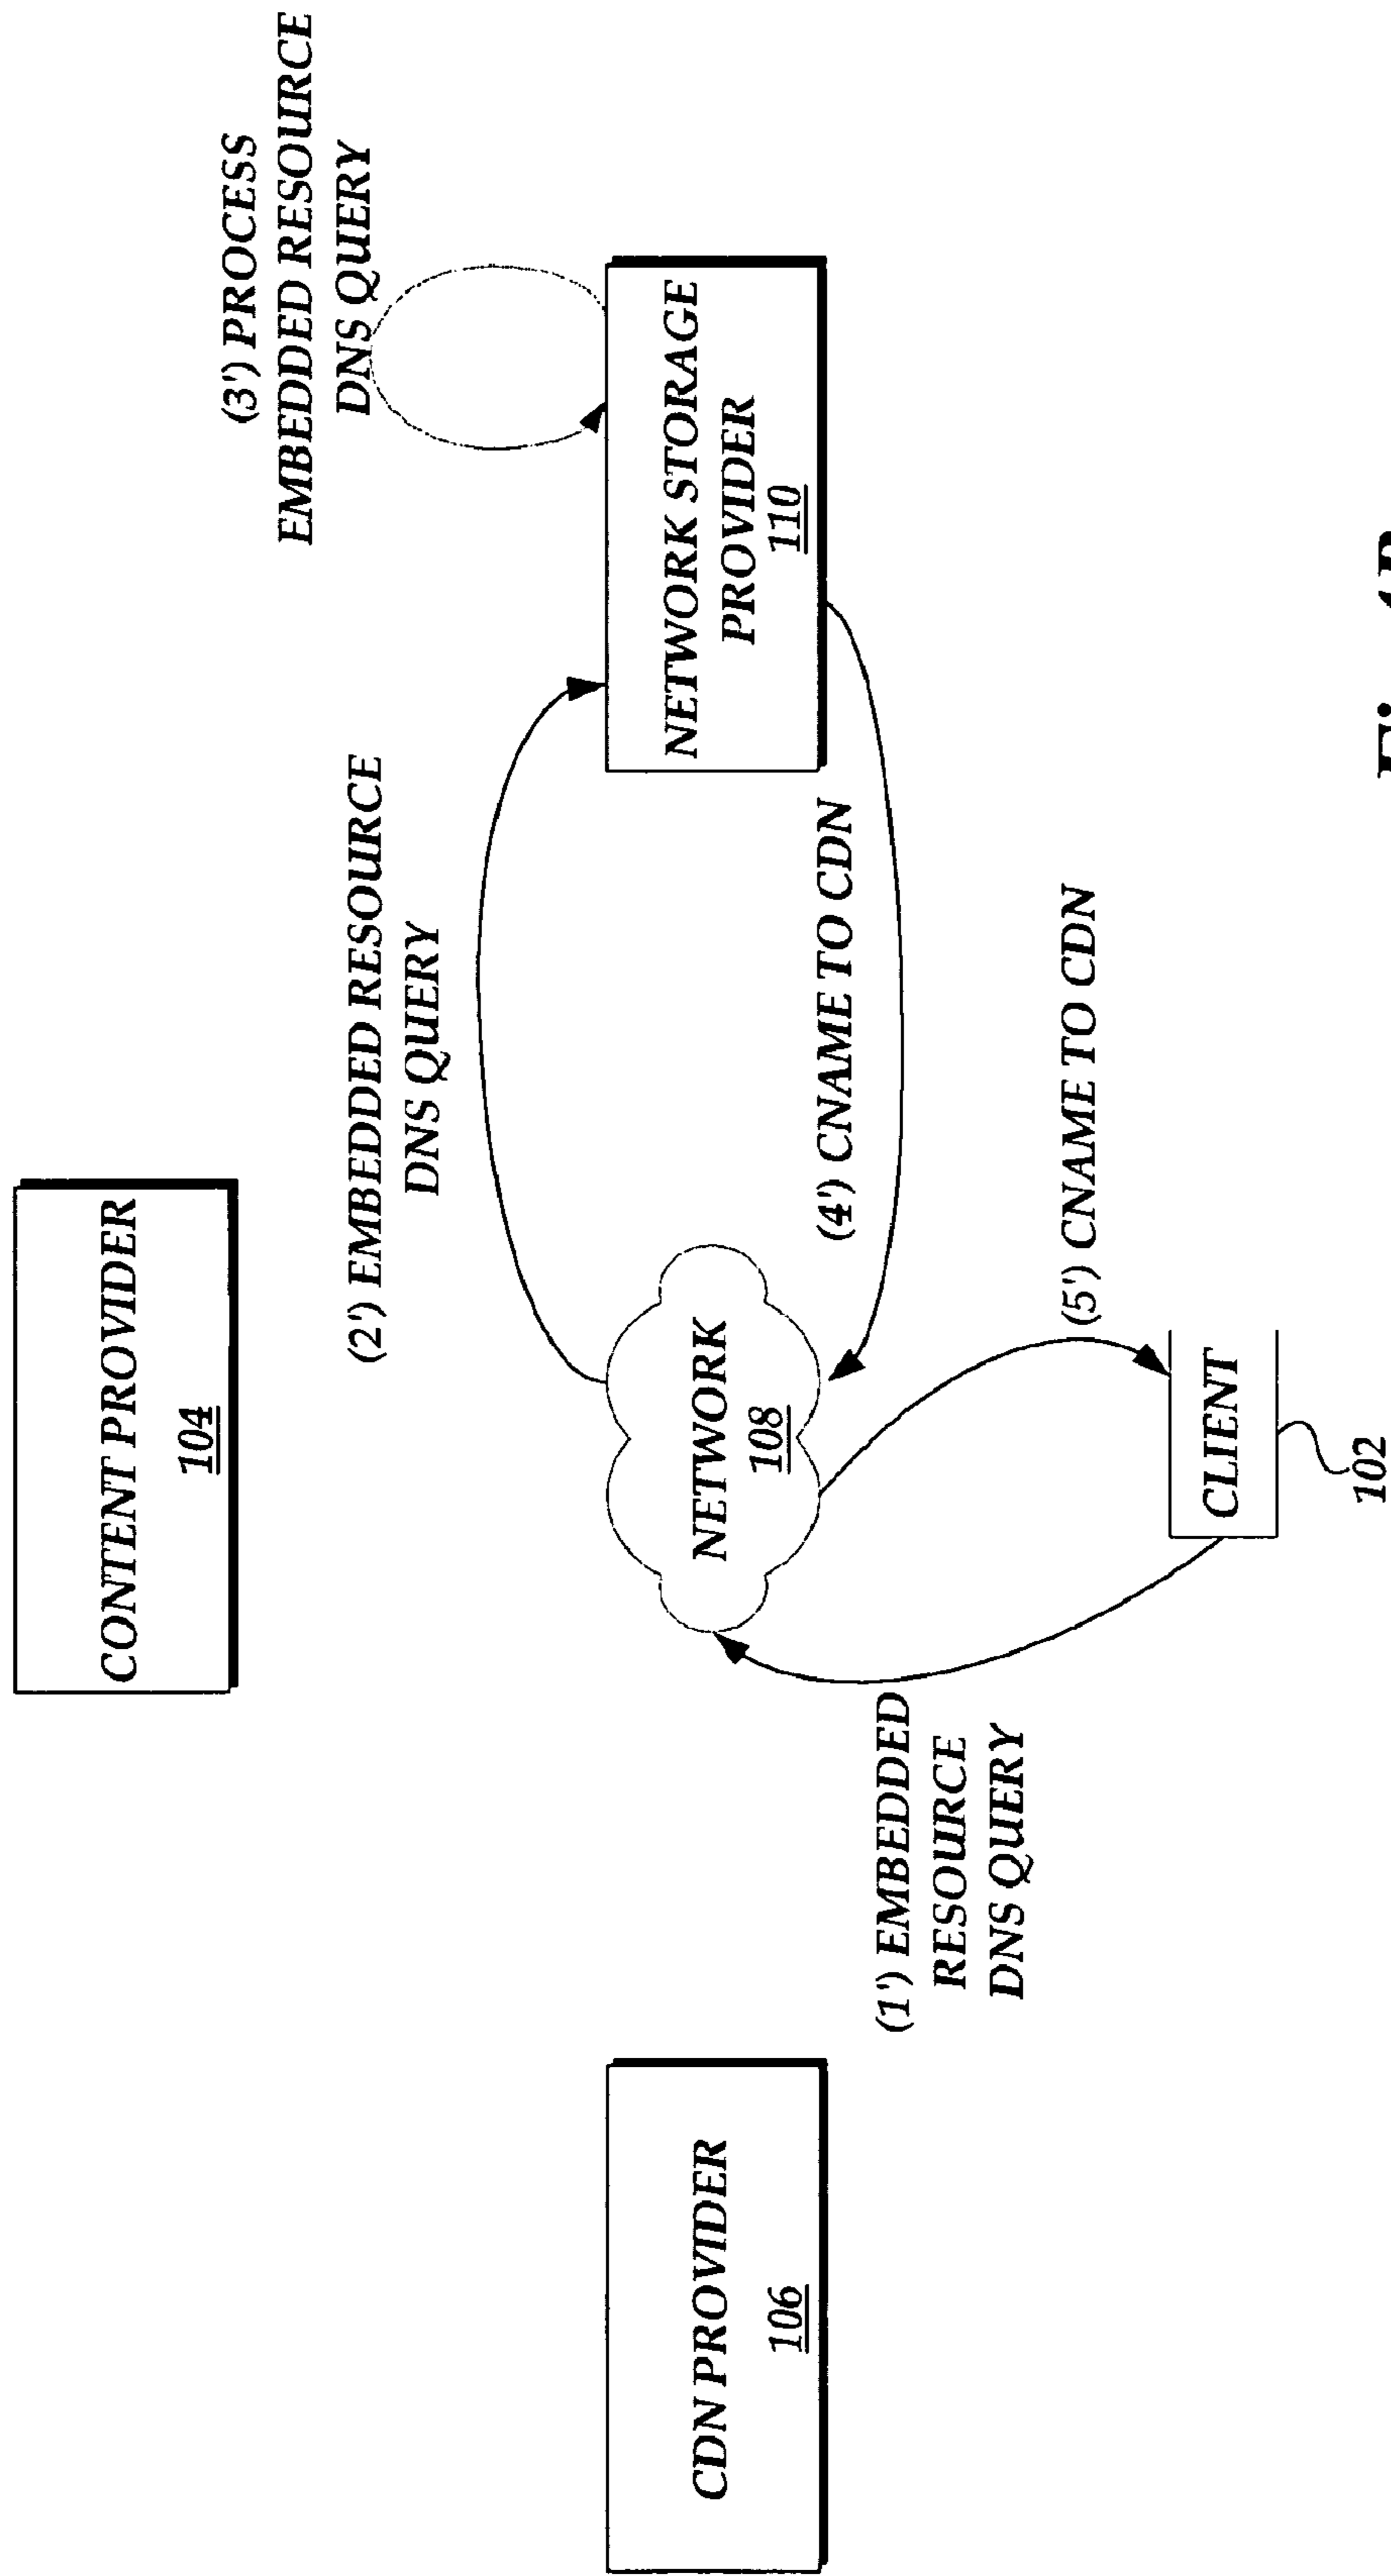 CONTENT PROVIDER
104
(3') PROCESS
EMBEDDED RESOURCE
DNS QUERY
(2') EMBEDDED RESOURCE
DNS QUERY
CDN PROVIDER
106
NETWORK
108
NETWORK STORAGE
PROVIDER
110
(4') CNAME TO CDN
(1') EMBEDDED
RESOURCE
DNS QUERY
(5') CNAME TO CDN
CLIENT
102